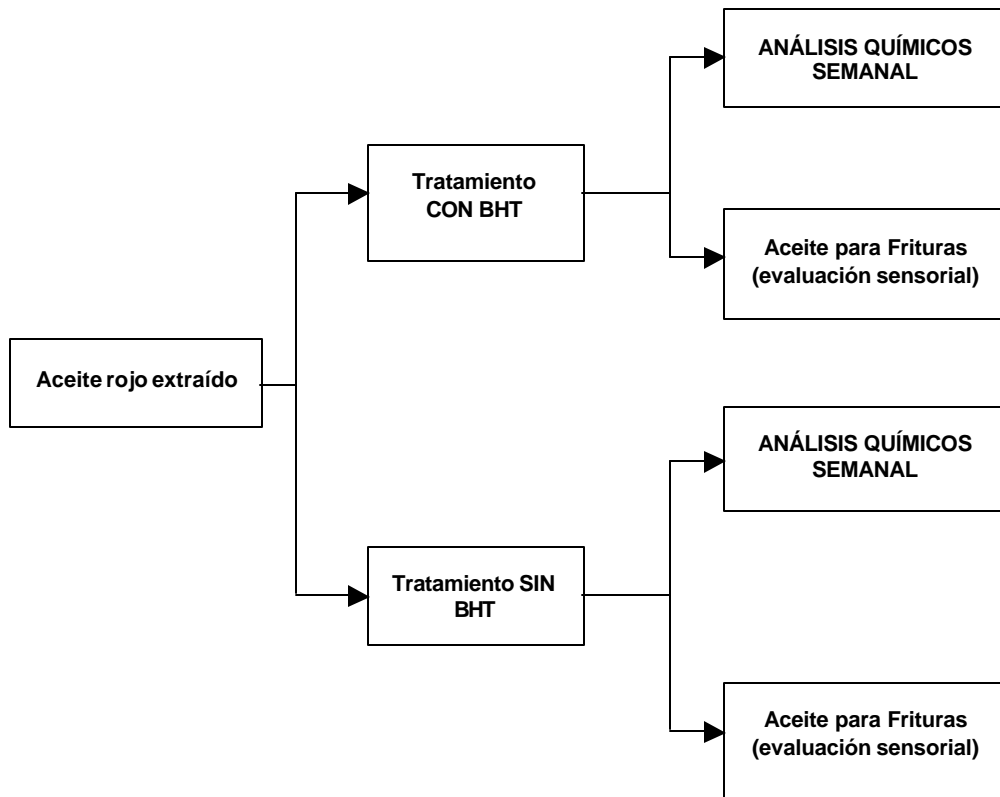 ANÁLISIS QUÍMICOS
SEMANAL
Tratamiento
CON BHT
Aceite para Frituras
(evaluación sensorial)
Aceite rojo extraído
ANÁLISIS QUÍMICOS
SEMANAL
Tratamiento SIN
BHT
Aceite para Frituras
(evaluación sensorial)